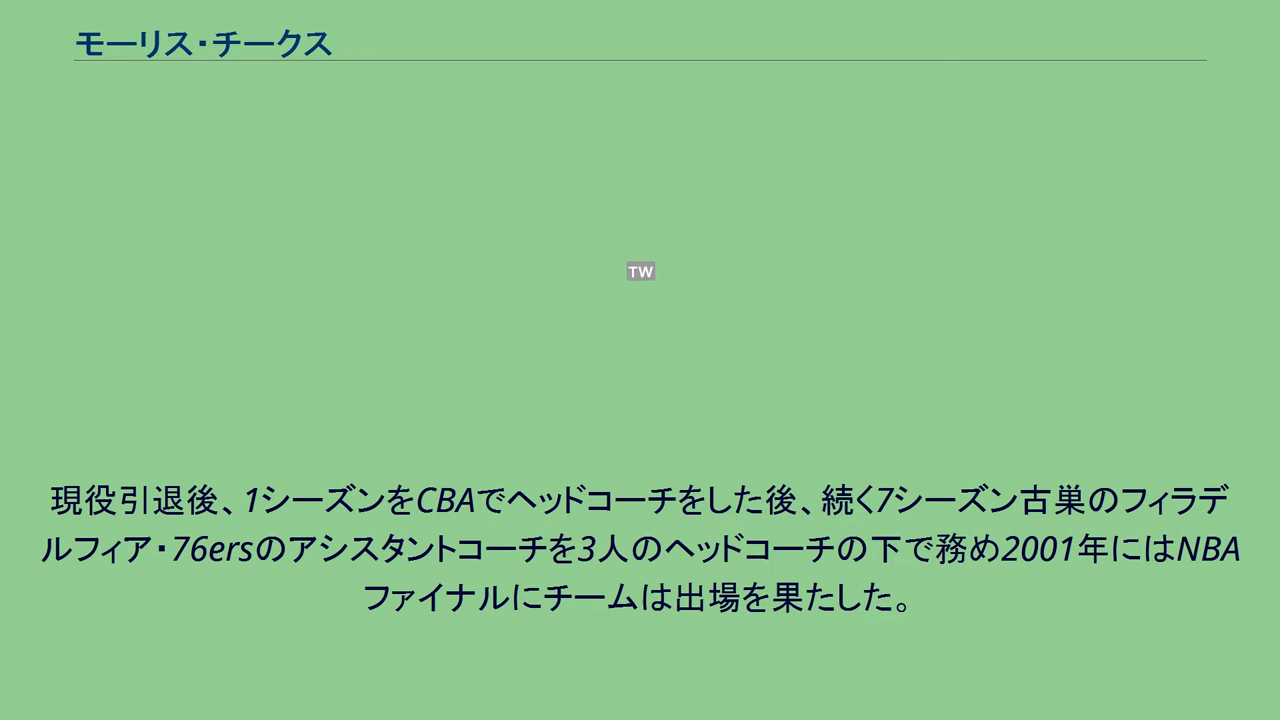 モーリス・チークス
TW
現役引退後、1シーズンをCBAでヘッドコーチをした後、続く7シーズン古巣のフィラデ
ルフィア・76ersのアシスタントコーチを3人のヘッドコーチの下で務め2001年にはNBA
ファイナルにチームは出場を果たした。